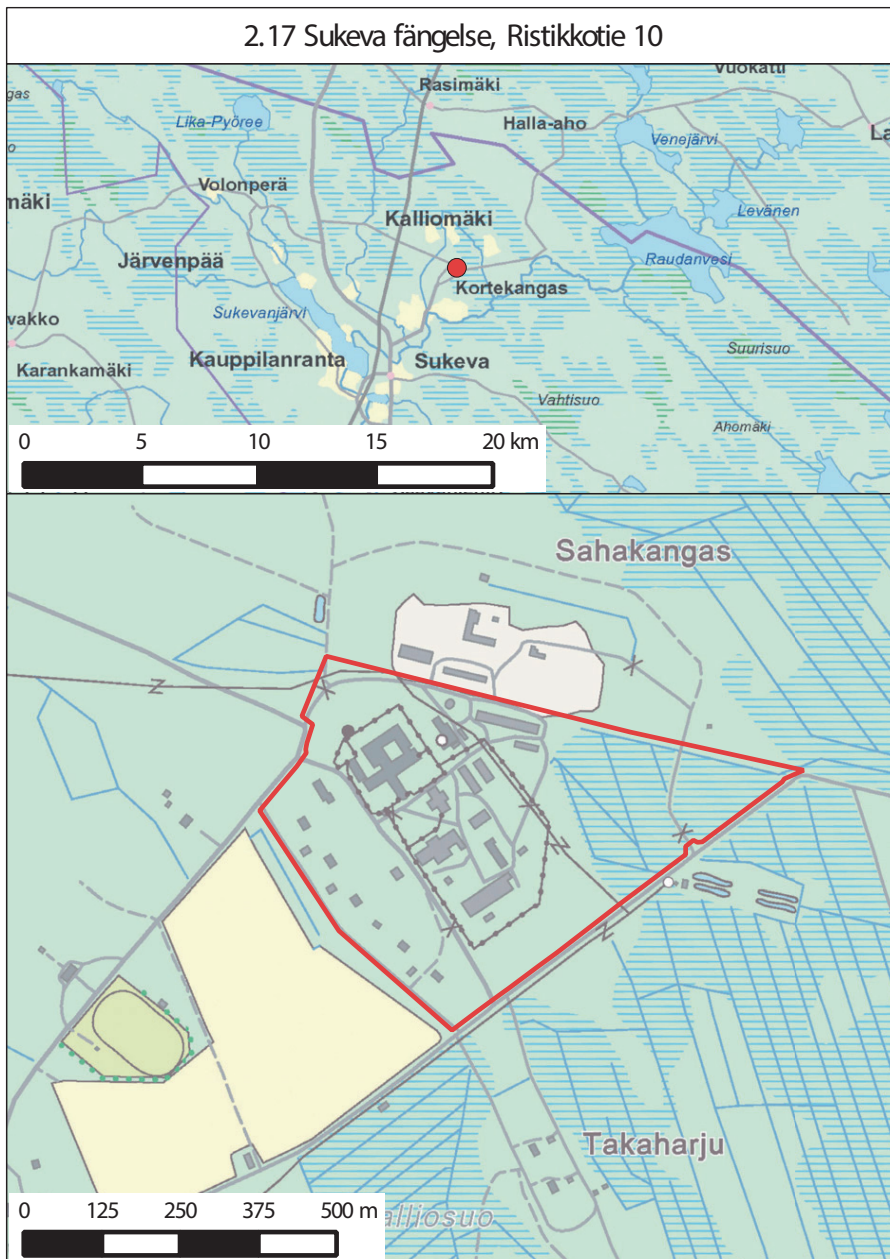 2.17 Sukeva fängelse, Ristikkotie 10
Vuokatti
Rasimäki
gas
Lika-Pyöree
Halla-aho
Venejärvi
La
Volonperä
mäki
Kalliomäki
Levänen
Järvenpää
Raudanvesi
Kortekangas
Sukevanjärvi
vakko
Suurisuo
Kauppilanranta
Sukeva
Karankamäki
Vahtisuo
Ahomäki
0 5 10 15 20 km
Sahakangas
Takaharju
alliosuo
0 125 250 375 500 m